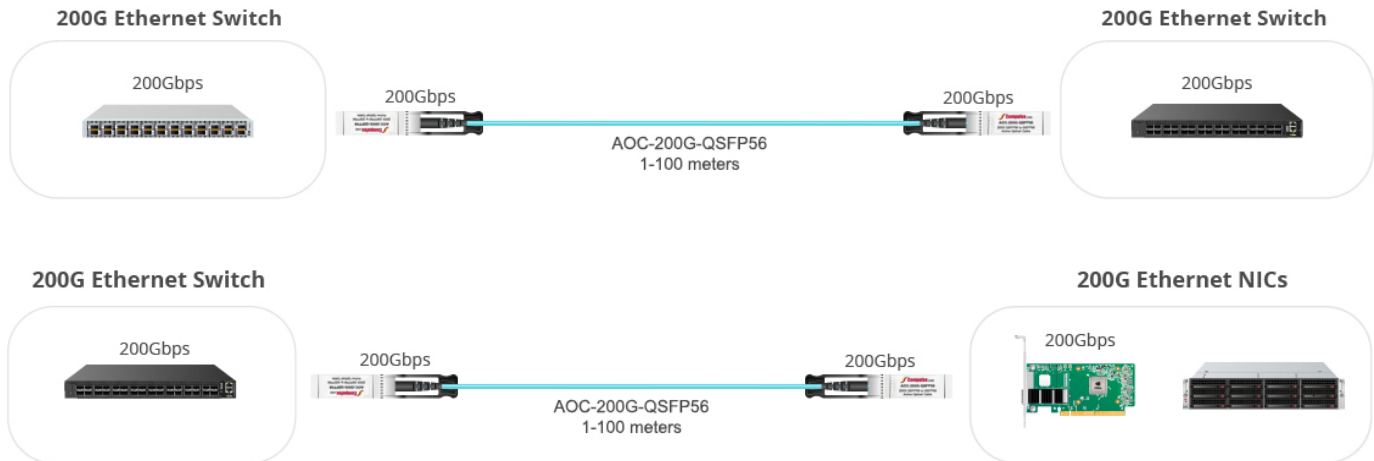 200G Ethernet Switch
200G Ethernet Switch
200Gbps
200Gbps
200Gbps
200Gbps
AOC-200G-QSFP56
1-100 meters
200G Ethernet Switch
200G Ethernet NICs
200Gbps
200Gbps
200Gbps
200Gbps
AOC-200G-QSFP56
1-100 meters